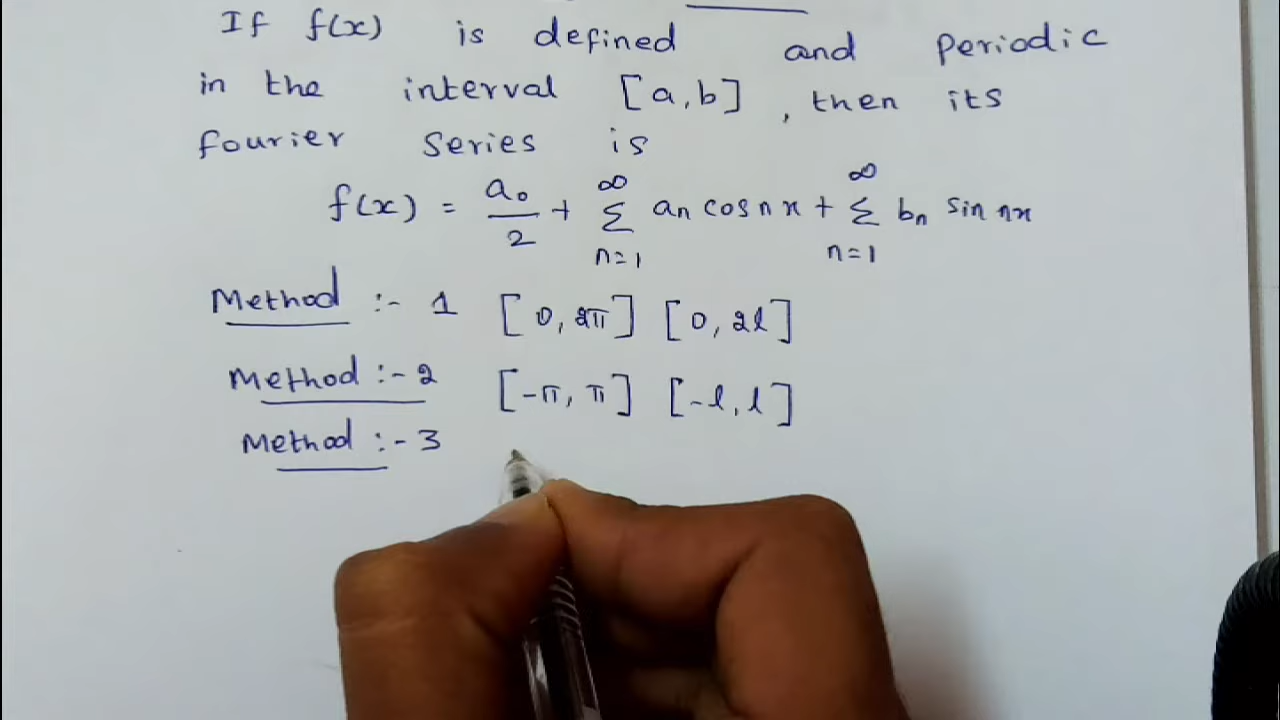 If f(x) is defined and Periodic
in the interval [a,b], then its
fourier Series is
f(x) = a₀/2 + ∞ Σ n=1 an cos nx + ∞ Σ n=1 bn sin nx
Method :- 1 [0, 2π] [0, 2l]
Method :- 2 [-π, π] [-l, l]
Method :- 3